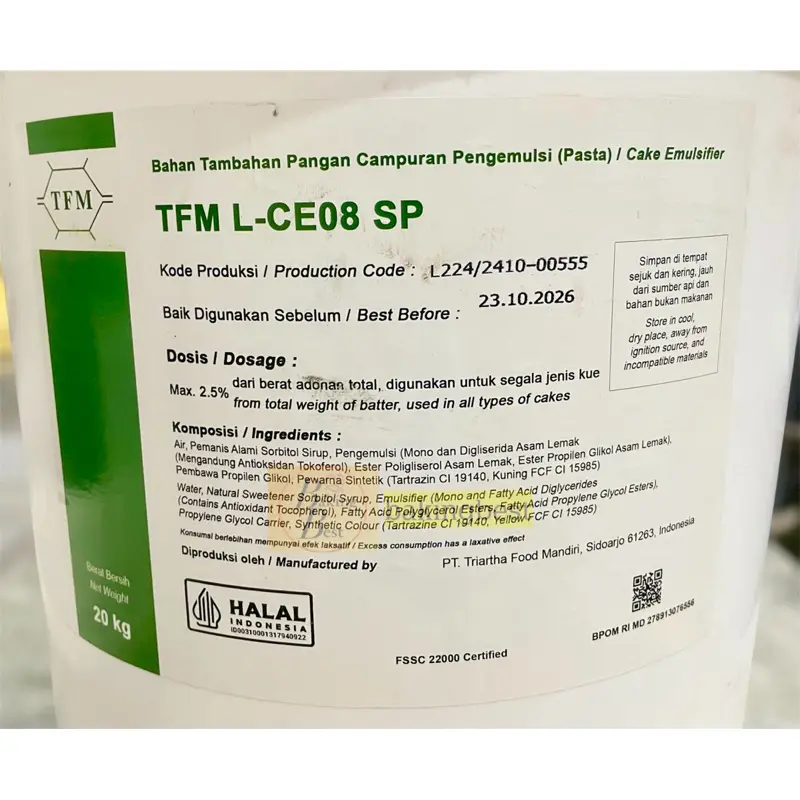 Bahan Tambahan Pangan Campuran Pengemulsi (Pasta) / Cake Emulsifier
TFM
TFM L-CE08 SP
Kode Produksi / Production Code : L224/2410-00555
Baik Digunakan Sebelum / Best Before : 23.10.2026
Simpan di tempat
sejuk dan kering, jauh
dari sumber api dan
bahan bukan makanan
Store in cool,
dry place, away from
ignition source, and
incompatible materials
Dosis / Dosage :
Max. 2.5% dari berat adonan total, digunakan untuk segala jenis kue
from total weight of batter, used in all types of cakes
Komposisi / Ingredients :
Air, Pemanis Alami Sorbitol Sirup, Pengemulsi (Mono dan Digliserida Asam Lemak
(Mengandung Antioksidan Tokoferol), Ester Poligliserol Asam Lemak, Ester Propilen Glikol Asam Lemak),
Pembawa Propilen Glikol, Pewarna Sintetik (Tartrazin CI 19140, Kuning FCF CI 15985)
Water, Natural Sweetener Sorbitol Syrup, Emulsifier (Mono and Fatty Acid Diglycerides
(Contains Antioxidant Tocopherol), Fatty Acid Polyglycerol Esters, Fatty Acid Propylene Glycol Esters),
Propylene Glycol Carrier, Synthetic Colour (Tartrazine CI 19140, Yellow FCF CI 15985)
Konsumsi berlebihan mempunyai efek laksatif / Excess consumption has a laxative effect
Diproduksi oleh / Manufactured by PT. Triartha Food Mandiri, Sidoarjo 61263, Indonesia
Berat Bersih
Net Weight
20 kg
HALAL
INDONESIA
ID00310001317940922
FSSC 22000 Certified
BPOM RI MD 278913076556
Best
bakingbest